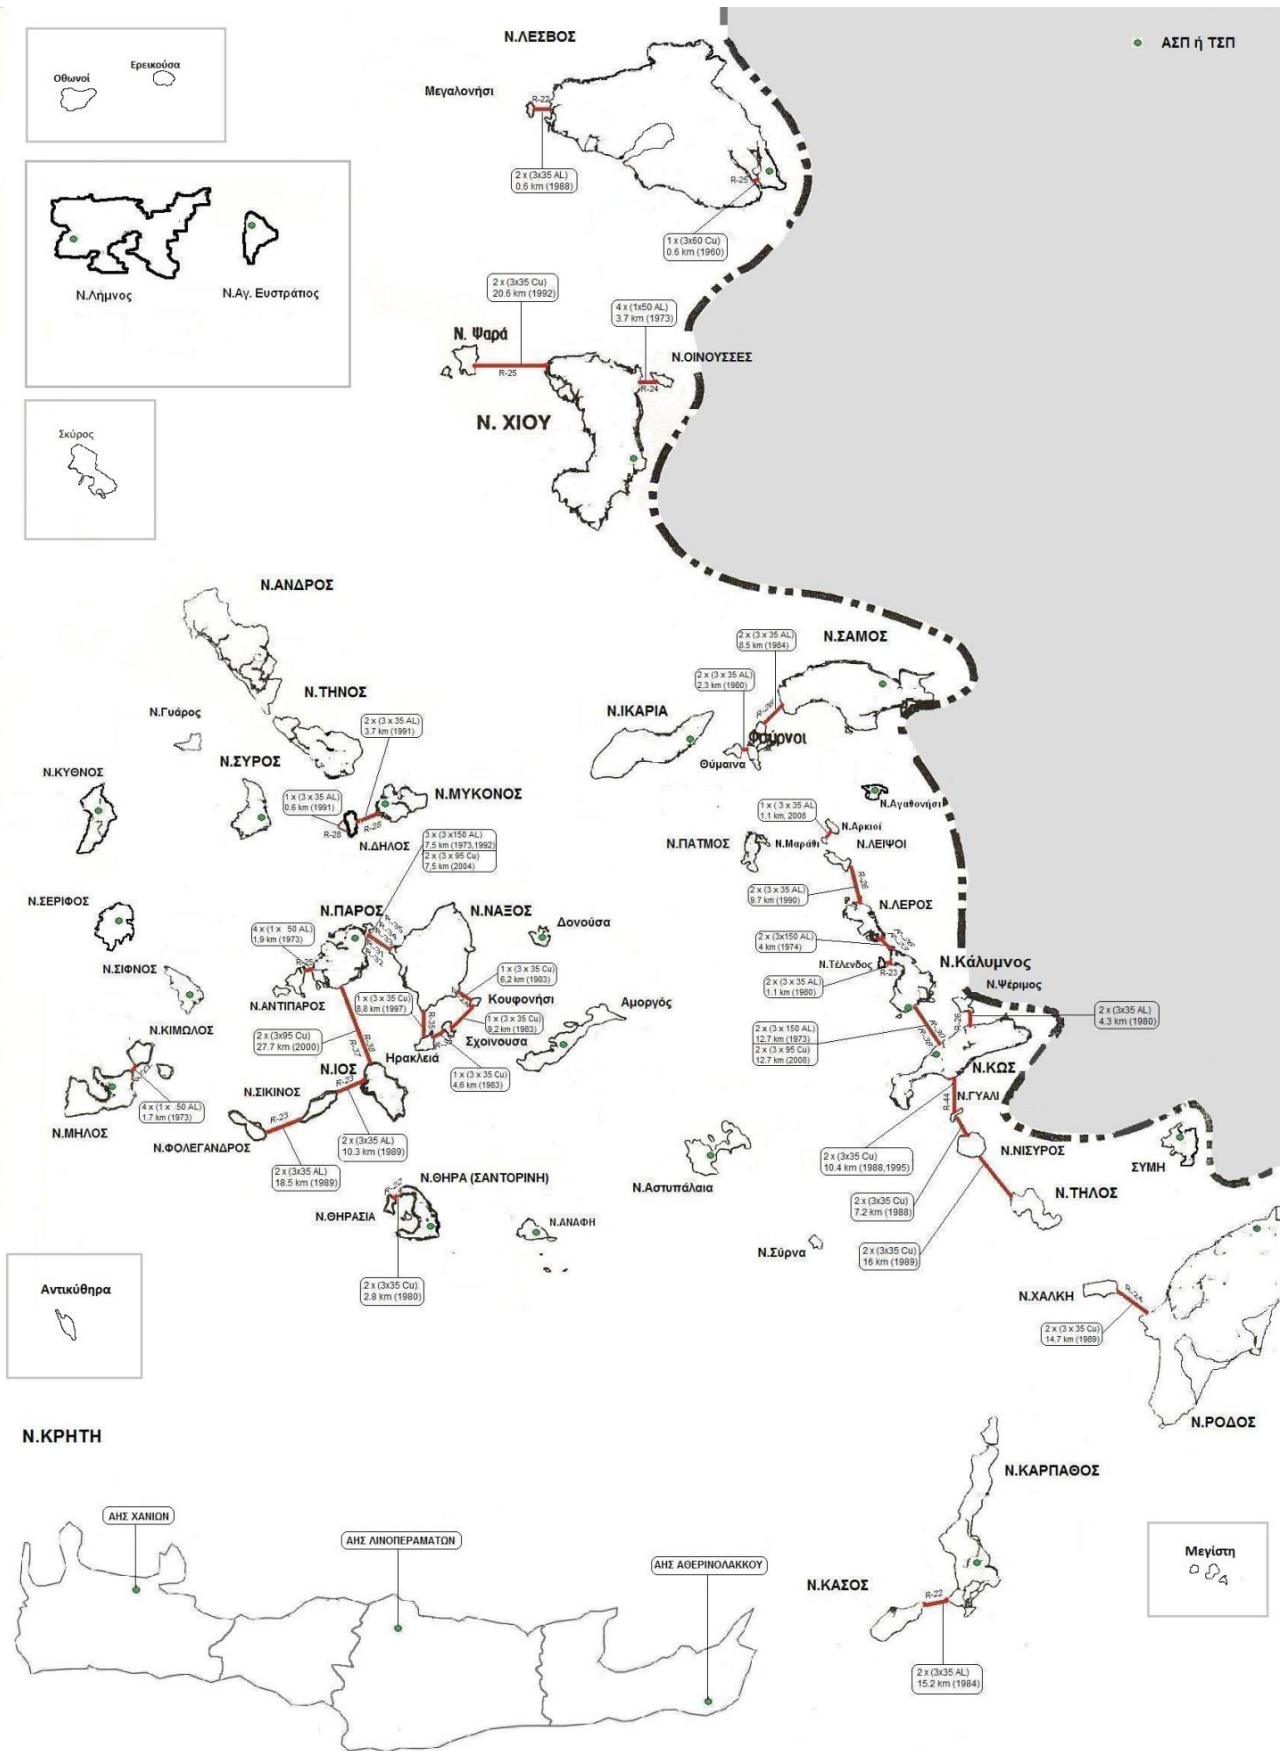 Ν.ΛΕΣΒΟΣ
ΑΣΠ ή ΤΣΠ
Οθωνοί
Ερεικούσα
Μεγαλονήσι
R-22
2 x (3x35 AL)
0.6 km (1988)
R-25
1 x (3x60 Cu)
0.6 km (1960)
Ν.Λήμνος
Ν.Αγ. Ευστράτιος
2 x (3x35 Cu)
20.6 km (1992)
4 x (1x50 AL)
3.7 km (1973)
Ν. Ψαρά
R-25
Ν.ΟΙΝΟΥΣΣΕΣ
R-24
Ν. ΧΙΟΥ
Σκύρος
Ν.ΑΝΔΡΟΣ
Ν.ΤΗΝΟΣ
Ν.Γυάρος
Ν.ΣΥΡΟΣ
Ν.ΚΥΘΝΟΣ
2 x (3 x 35 AL)
3.7 km (1991)
1 x (3 x 35 AL)
0.6 km (1991)
R-28
R-28
Ν.ΜΥΚΟΝΟΣ
Ν.ΔΗΛΟΣ
2 x (3 x 35 AL)
8.5 km (1984)
Ν.ΣΑΜΟΣ
2 x (3 x 35 AL)
2.3 km (1980)
R-26
Ν.ΙΚΑΡΙΑ
Φούρνοι
Θύμαινα
Ν.Αγαθονήσι
1 x (3 x 35 AL)
1.1 km, 2008
Ν.Αρκιοί
Ν.Μαράθι
Ν.ΠΑΤΜΟΣ
Ν.ΛΕΙΨΟΙ
R-26
2 x (3 x 35 AL)
9.7 km (1990)
Ν.ΛΕΡΟΣ
2 x (3x150 AL)
4 km (1974)
Ν.Τέλενδος
R-23
2 x (3 x 35 AL)
1.1 km (1980)
Ν.Κάλυμνος
Ν.Ψέριμος
R-26
2 x (3x35 AL)
4.3 km (1980)
2 x (3 x 150 AL)
12.7 km (1973)
2 x (3 x 95 Cu)
12.7 km (2008)
R-38
R-30
Ν.ΚΩΣ
R-44
Ν.ΓΥΑΛΙ
Ν.ΝΙΣΥΡΟΣ
2 x (3x35 Cu)
10.4 km (1988,1995)
2 x (3x35 Cu)
7.2 km (1988)
2 x (3x35 Cu)
16 km (1989)
Ν.ΤΗΛΟΣ
ΣΥΜΗ
3 x (3 x150 AL)
7,5 km (1973,1992)
2 x (3 x 95 Cu)
7,5 km (2004)
Ν.ΣΕΡΙΦΟΣ
Ν.ΠΑΡΟΣ
Ν.ΝΑΞΟΣ
Δονούσα
4 x (1 x 50 AL)
1,9 km (1973)
R-25
Ν.ΑΝΤΙΠΑΡΟΣ
Ν.ΣΙΦΝΟΣ
1 x (3 x 35 Cu)
6,2 km (1983)
1 x (3 x 35 Cu)
8,8 km (1997)
R-35
Κουφονήσι
Αμοργός
1 x (3 x 35 Cu)
9,2 km (1983)
Σχοινουσα
Ηρακλειά
1 x (3 x 35 Cu)
4,6 km (1983)
2 x (3x95 Cu)
27.7 km (2000)
R-37
R-38
Ν.ΚΙΜΩΛΟΣ
4 x (1 x 50 AL)
1.7 km (1973)
Ν.ΜΗΛΟΣ
Ν.ΙΟΣ
R-23
Ν.ΣΙΚΙΝΟΣ
R-23
Ν.ΦΟΛΕΓΑΝΔΡΟΣ
2 x (3x35 AL)
10.3 km (1989)
2 x (3x35 AL)
18.5 km (1989)
Ν.ΘΗΡΑ (ΣΑΝΤΟΡΙΝΗ)
R-22
Ν.ΘΗΡΑΣΙΑ
2 x (3x35 Cu)
2.8 km (1980)
Ν.ΑΝΑΦΗ
Ν.Αστυπάλαια
Ν.Σύρνα
Αντικύθηρα
Ν.ΧΑΛΚΗ
2 x (3 x 35 Cu)
14.7 km (1989)
Ν.ΡΟΔΟΣ
Ν.ΚΡΗΤΗ
ΑΗΣ ΧΑΝΙΩΝ
ΑΗΣ ΛΙΝΟΠΕΡΑΜΑΤΩΝ
ΑΗΣ ΑΘΕΡΙΝΟΛΑΚΚΟΥ
Ν.ΚΑΡΠΑΘΟΣ
Ν.ΚΑΣΟΣ
R-22
2 x (3x35 AL)
15.2 km (1984)
Μεγίστη